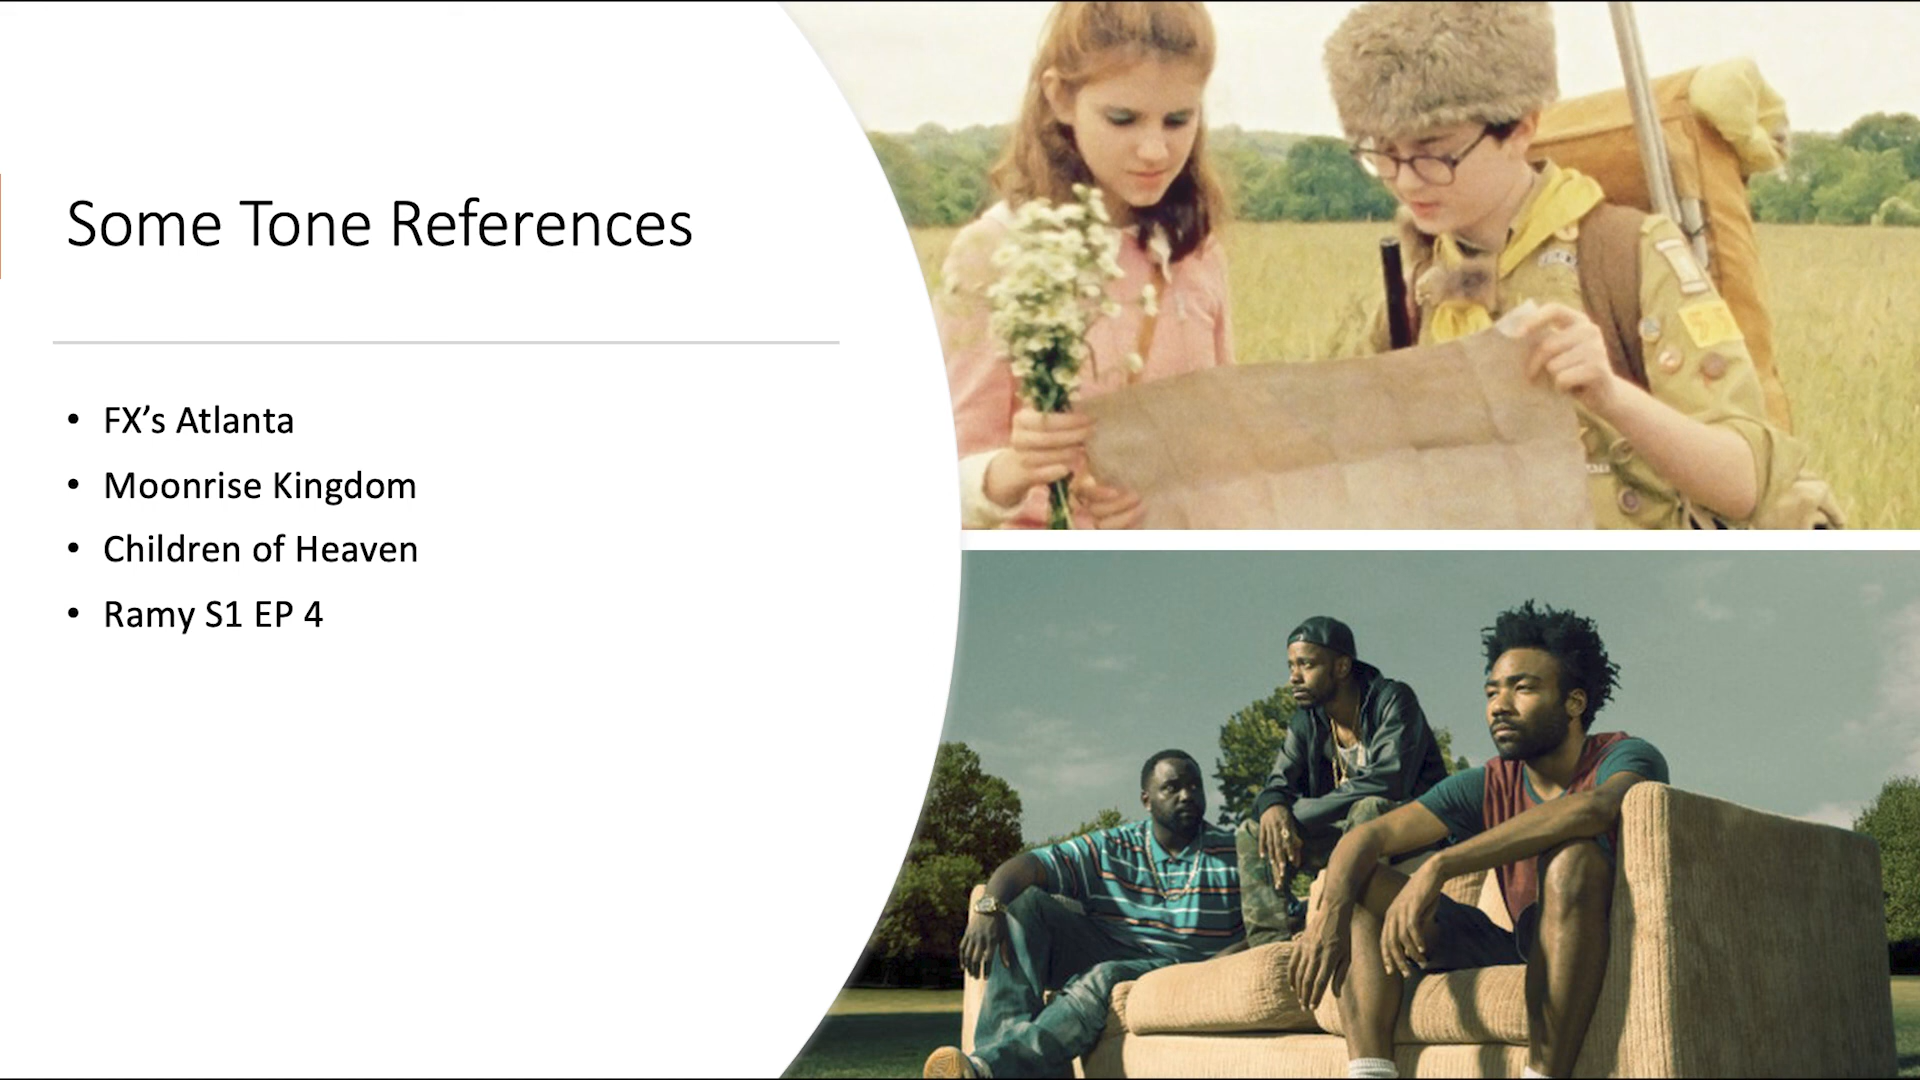 Some Tone References
• FX’s Atlanta
• Moonrise Kingdom
• Children of Heaven
• Ramy S1 EP 4